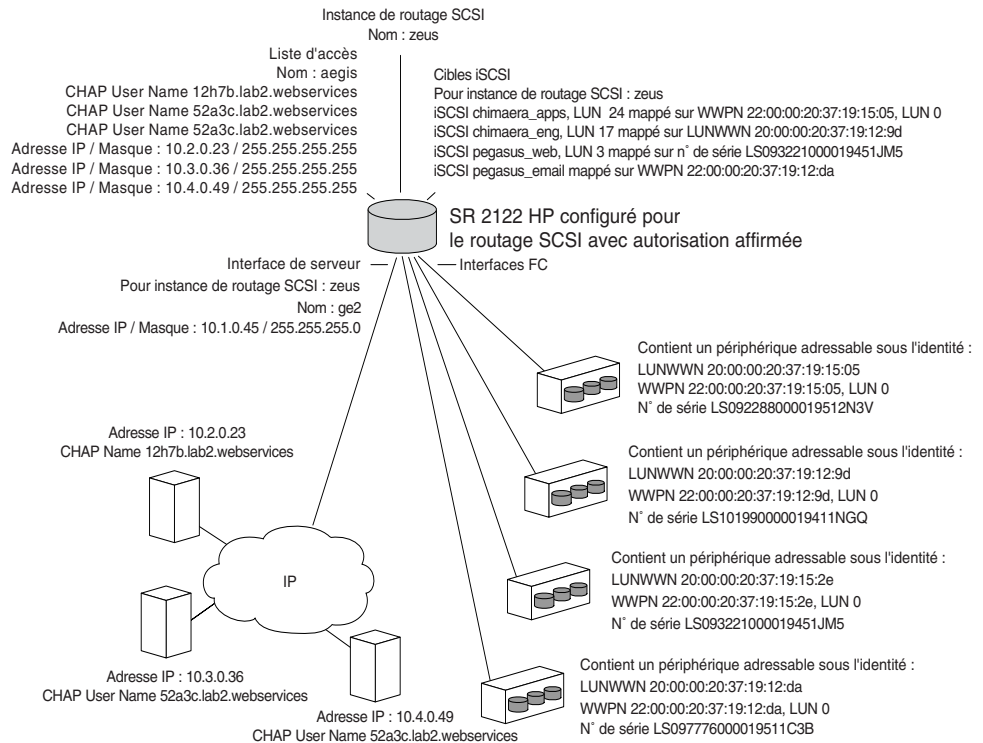 Instance de routage SCSI
Nom : zeus
Liste d'accès
Nom : aegis
CHAP User Name 12h7b.lab2.webservices
CHAP User Name 52a3c.lab2.webservices
CHAP User Name 52a3c.lab2.webservices
Adresse IP / Masque : 10.2.0.23 / 255.255.255.255
Adresse IP / Masque : 10.3.0.36 / 255.255.255.255
Adresse IP / Masque : 10.4.0.49 / 255.255.255.255
Cibles iSCSI
Pour instance de routage SCSI : zeus
iSCSI chimaera_apps, LUN 24 mappé sur WWPN 22:00:00:20:37:19:15:05, LUN 0
iSCSI chimaera_eng, LUN 17 mappé sur LUNWWN 20:00:00:20:37:19:12:9d
iSCSI pegasus_web, LUN 3 mappé sur n° de série LS093221000019451JM5
iSCSI pegasus_email mappé sur WWPN 22:00:00:20:37:19:12:da
SR 2122 HP configuré pour
le routage SCSI avec autorisation affirmée
Interface de serveur
Interfaces FC
Pour instance de routage SCSI : zeus
Nom : ge2
Adresse IP / Masque : 10.1.0.45 / 255.255.255.0
Contient un périphérique adressable sous l'identité :
LUNWWN 20:00:00:20:37:19:15:05
WWPN 22:00:00:20:37:19:15:05, LUN 0
N° de série LS092288000019512N3V
Adresse IP : 10.2.0.23
CHAP Name 12h7b.lab2.webservices
Contient un périphérique adressable sous l'identité :
LUNWWN 20:00:00:20:37:19:12:9d
WWPN 22:00:00:20:37:19:12:9d, LUN 0
N° de série LS101990000019411NGQ
IP
Contient un périphérique adressable sous l'identité :
LUNWWN 20:00:00:20:37:19:15:2e
WWPN 22:00:00:20:37:19:15:2e, LUN 0
N° de série LS093221000019451JM5
Adresse IP : 10.3.0.36
CHAP User Name 52a3c.lab2.webservices
Adresse IP : 10.4.0.49
CHAP User Name 52a3c.lab2.webservices
Contient un périphérique adressable sous l'identité :
LUNWWN 20:00:00:20:37:19:12:da
WWPN 22:00:00:20:37:19:12:da, LUN 0
N° de série LS097776000019511C3B